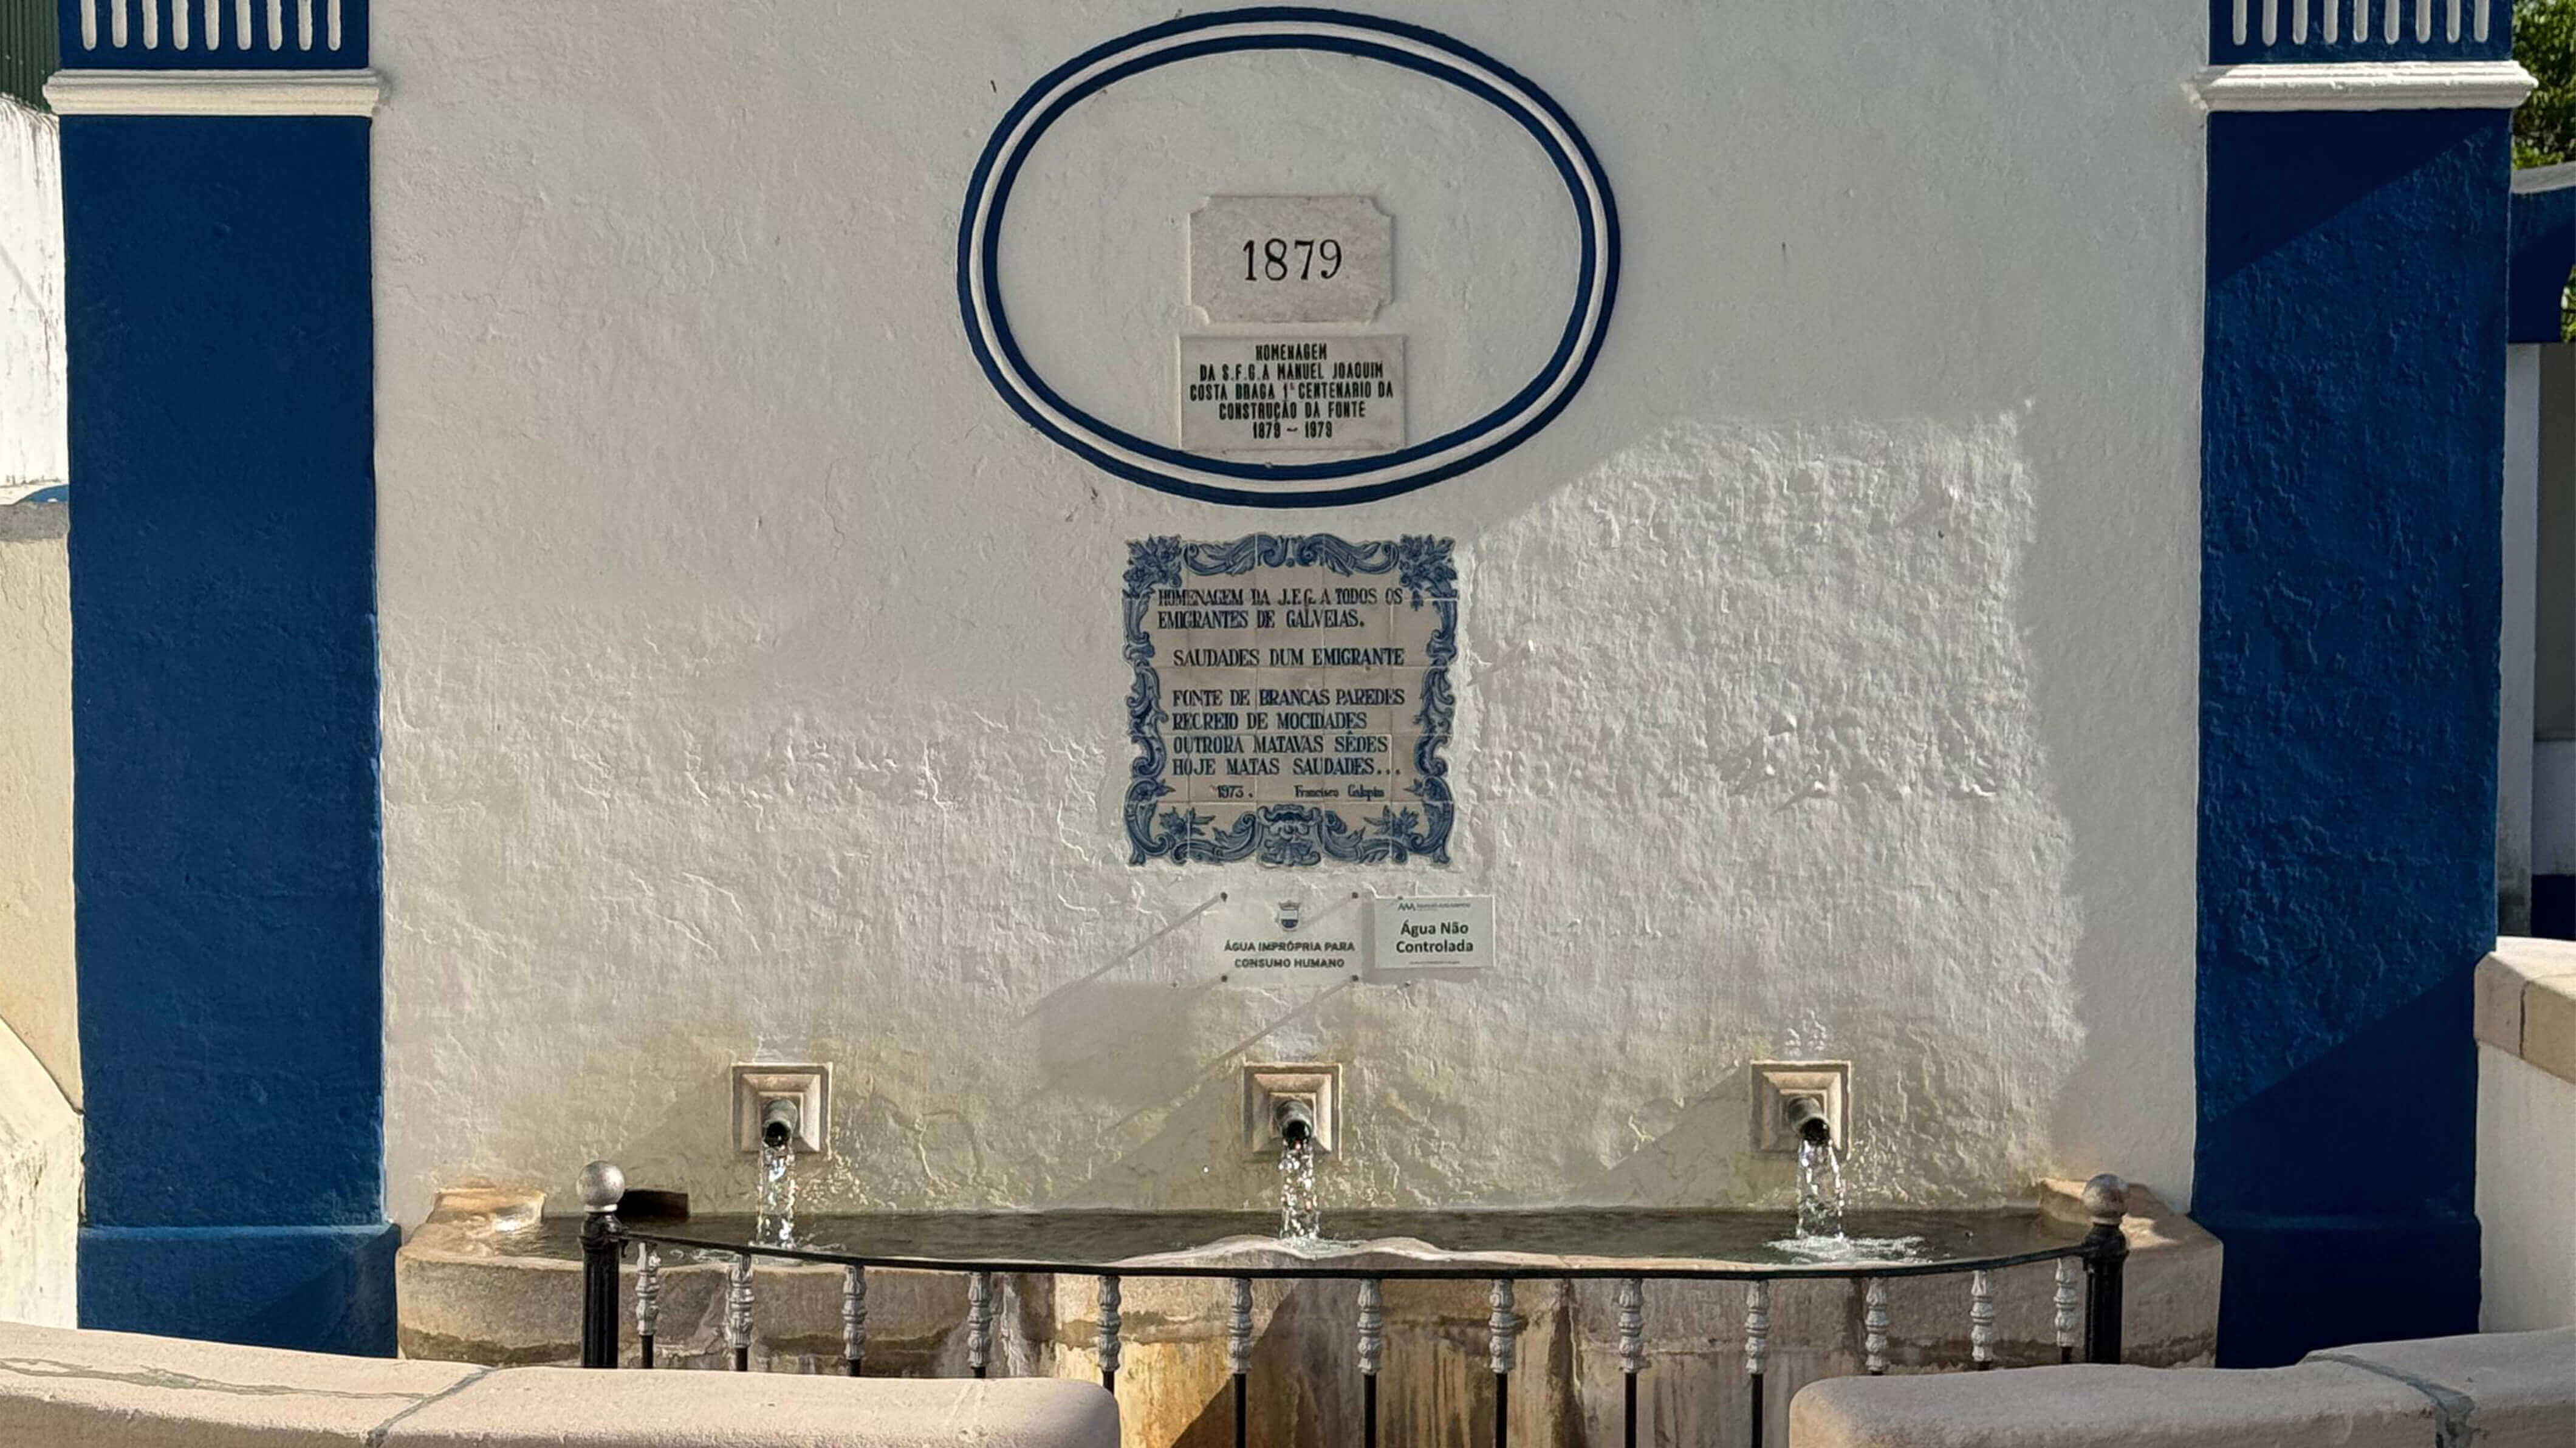 1879
HOMENAGEM
DA S.F.G.A MANUEL JOAQUIM
COSTA BRAGA 1º CENTENARIO DA
CONSTRUÇÃO DA FONTE
1879 - 1979
HOMENAGEM DA J.F.G. A TODOS OS
EMIGRANTES DE GALVEIAS.
SAUDADES DUM EMIGRANTE
FONTE DE BRANCAS PAREDES
RECREIO DE MOCIDADES
OUTRORA MATAVAS SÊDES
HOJE MATAS SAUDADES...
1973. Francisco
ÁGUA IMPRÓPRIA PARA
CONSUMO HUMANO
Água Não
Controlada